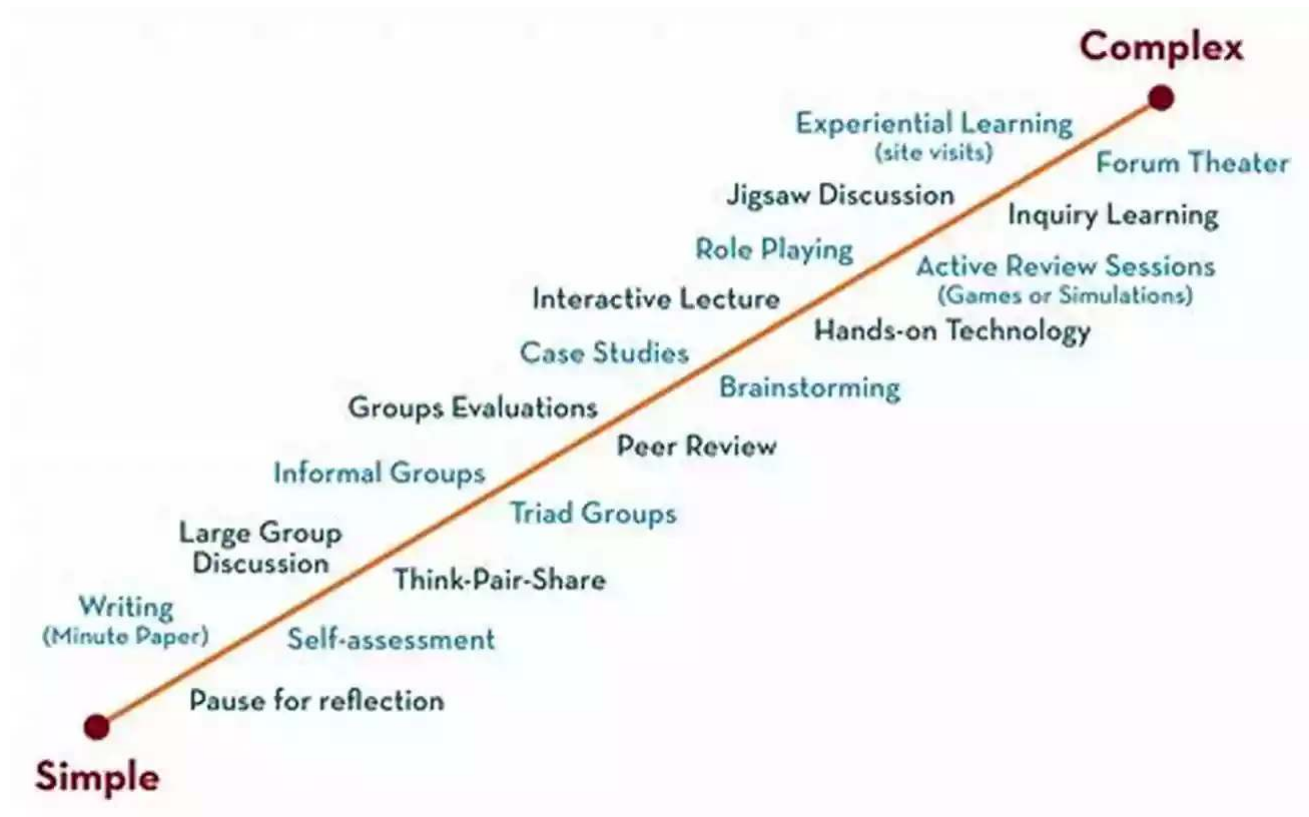 Complex
Experiential Learning
(site visits)
Forum Theater
Jigsaw Discussion
Inquiry Learning
Role Playing
Active Review Sessions
(Games or Simulations)
Interactive Lecture
Hands-on Technology
Case Studies
Brainstorming
Groups Evaluations
Peer Review
Informal Groups
Triad Groups
Large Group
Discussion
Think-Pair-Share
Writing
(Minute Paper)
Self-assessment
Pause for reflection
Simple